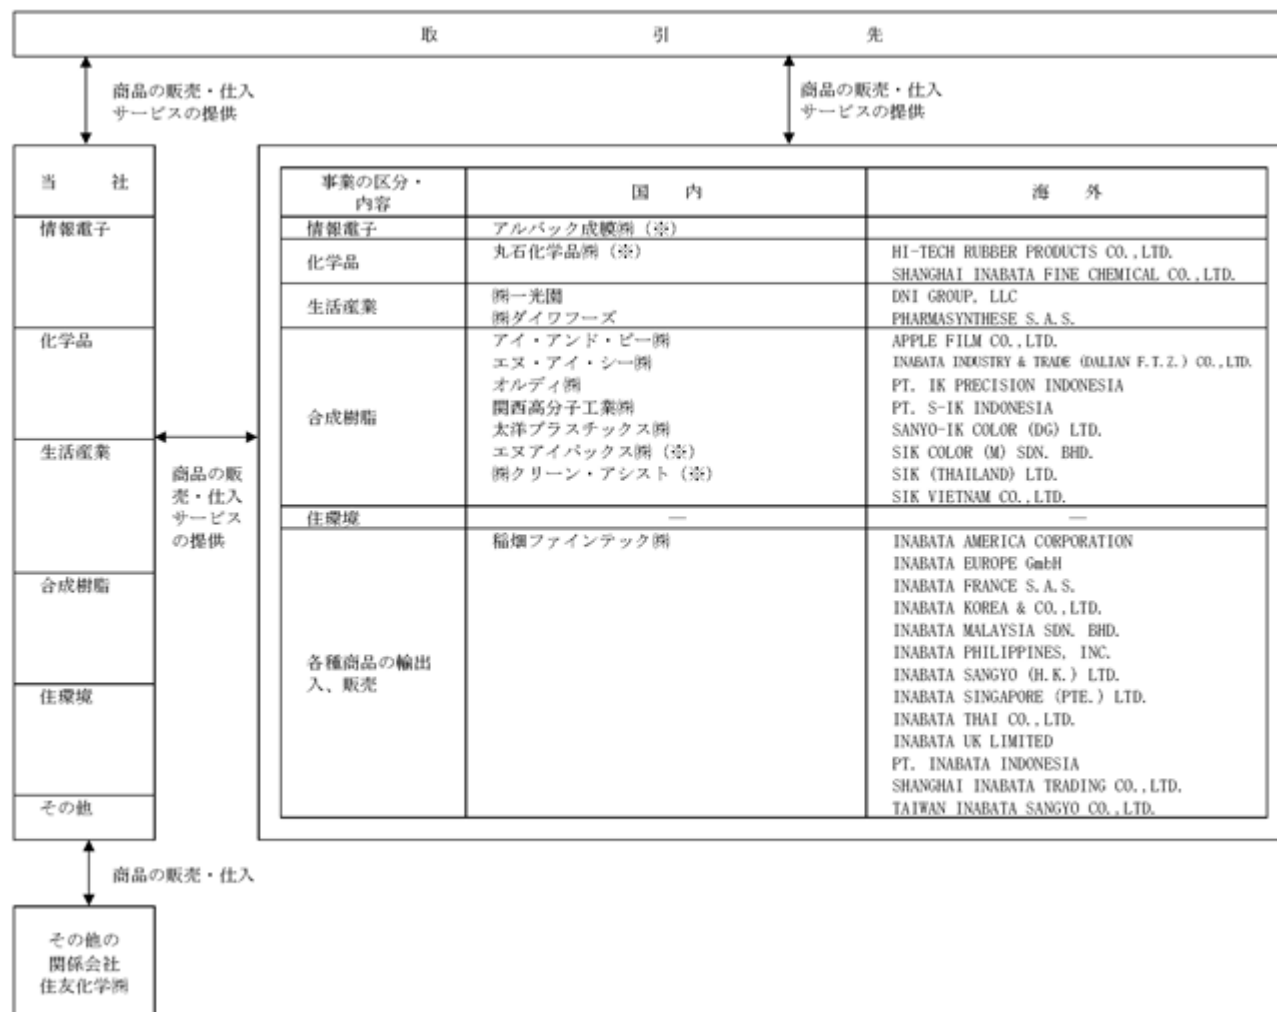 取引先
商品の販売・仕入
サービスの提供
商品の販売・仕入
サービスの提供
当社
情報電子
化学品
生活産業
合成樹脂
住環境
その他
商品の販
売・仕入
サービス
の提供
事業の区分・
内容
国内
海外
情報電子
アルバック成膜㈱（※）
化学品
丸石化学品㈱（※）
HI-TECH RUBBER PRODUCTS CO.,LTD.
SHANGHAI INABATA FINE CHEMICAL CO.,LTD.
生活産業
㈱一光園
㈱ダイワフーズ
DNI GROUP, LLC
PHARMASYNTHESE S.A.S.
合成樹脂
アイ・アンド・ピー㈱
エヌ・アイ・シー㈱
オルディ㈱
関西高分子工業㈱
太洋プラスチックス㈱
エヌアイパックス㈱（※）
㈱クリーン・アシスト（※）
APPLE FILM CO.,LTD.
INABATA INDUSTRY & TRADE (DALIAN F.T.Z.) CO.,LTD.
PT. IK PRECISION INDONESIA
PT. S-IK INDONESIA
SANYO-IK COLOR (DG) LTD.
SIK COLOR (M) SDN. BHD.
SIK (THAILAND) LTD.
SIK VIETNAM CO.,LTD.
住環境
―
―
各種商品の輸出
入、販売
稲畑ファインテック㈱
INABATA AMERICA CORPORATION
INABATA EUROPE GmbH
INABATA FRANCE S.A.S.
INABATA KOREA & CO.,LTD.
INABATA MALAYSIA SDN. BHD.
INABATA PHILIPPINES, INC.
INABATA SANGYO (H.K.) LTD.
INABATA SINGAPORE (PTE.) LTD.
INABATA THAI CO.,LTD.
INABATA UK LIMITED
PT. INABATA INDONESIA
SHANGHAI INABATA TRADING CO.,LTD.
TAIWAN INABATA SANGYO CO.,LTD.
商品の販売・仕入
その他の
関係会社
住友化学㈱